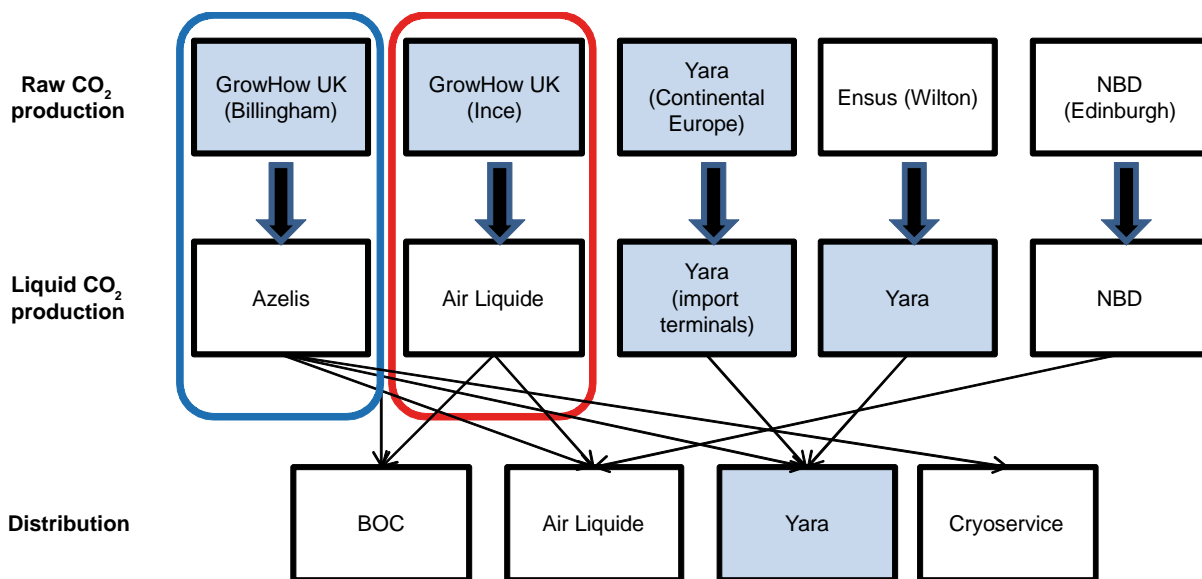 Raw CO2
production
GrowHow UK
(Billingham)
GrowHow UK
(Ince)
Yara
(Continental
Europe)
Ensus (Wilton)
NBD
(Edinburgh)
Liquid CO2
production
Azelis
Air Liquide
Yara
(import
terminals)
Yara
NBD
Distribution
BOC
Air Liquide
Yara
Cryoservice